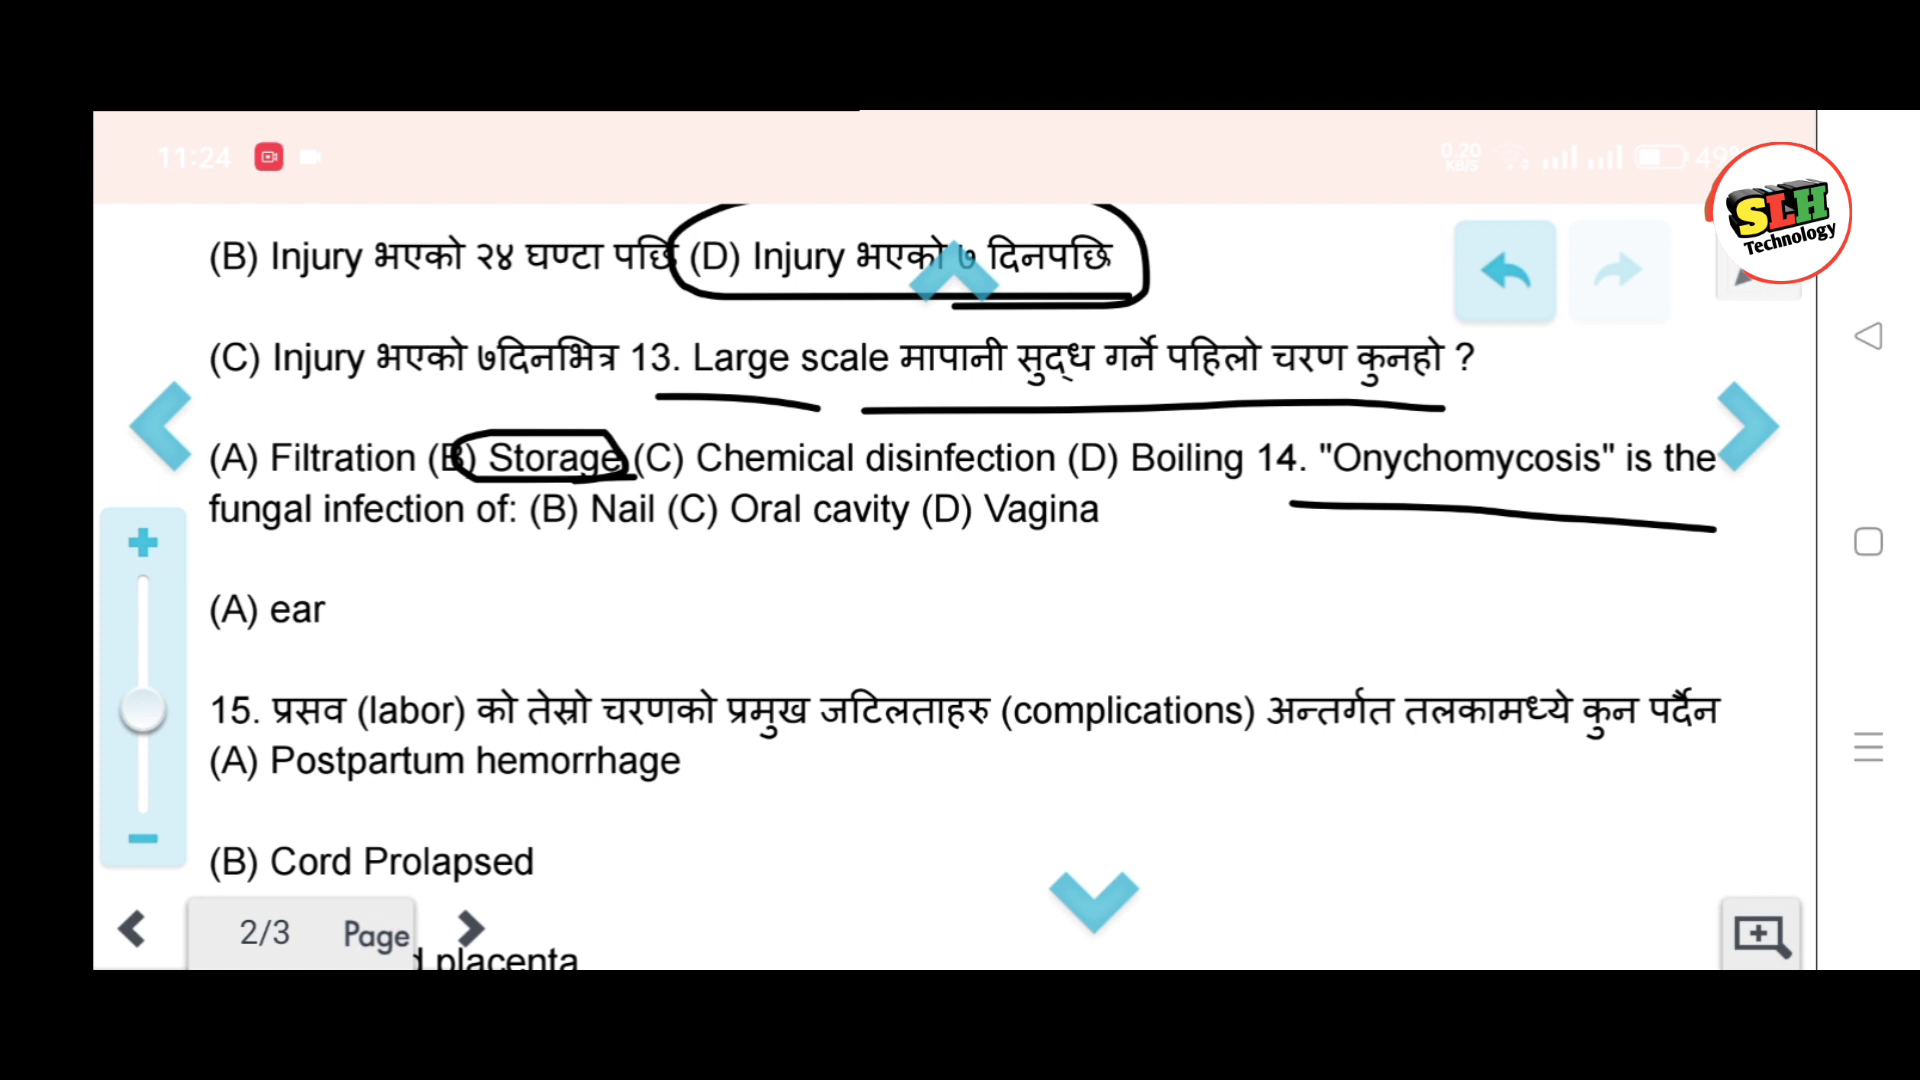 11:24
0.20 KB/S
SLH
Technology
(B) Injury भएको २४ घण्टा पछि (D) Injury भएको ७ दिनपछि
(C) Injury भएको ७दिनभित्र 13. Large scale मापानी सुद्ध गर्ने पहिलो चरण कुनहो ?
(A) Filtration (B) Storage (C) Chemical disinfection (D) Boiling 14. "Onychomycosis" is the
fungal infection of: (B) Nail (C) Oral cavity (D) Vagina
(A) ear
15. प्रसव (labor) को तेस्रो चरणको प्रमुख जटिलताहरु (complications) अन्तर्गत तलकामध्ये कुन पर्दैन
(A) Postpartum hemorrhage
(B) Cord Prolapsed
2/3 Page
placenta